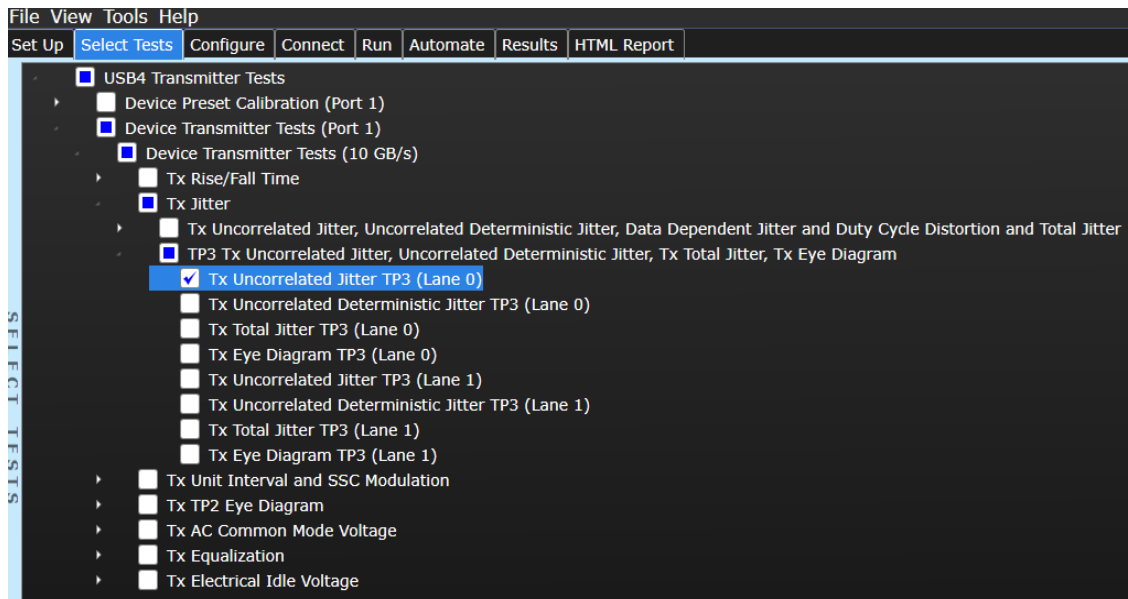 File View Tools Help
Set Up Select Tests Configure Connect Run Automate Results HTML Report
USB4 Transmitter Tests
Device Preset Calibration (Port 1)
Device Transmitter Tests (Port 1)
Device Transmitter Tests (10 GB/s)
Tx Rise/Fall Time
Tx Jitter
Tx Uncorrelated Jitter, Uncorrelated Deterministic Jitter, Data Dependent Jitter and Duty Cycle Distortion and Total Jitter
TP3 Tx Uncorrelated Jitter, Uncorrelated Deterministic Jitter, Tx Total Jitter, Tx Eye Diagram
Tx Uncorrelated Jitter TP3 (Lane 0)
Tx Uncorrelated Deterministic Jitter TP3 (Lane 0)
Tx Total Jitter TP3 (Lane 0)
Tx Eye Diagram TP3 (Lane 0)
Tx Uncorrelated Jitter TP3 (Lane 1)
Tx Uncorrelated Deterministic Jitter TP3 (Lane 1)
Tx Total Jitter TP3 (Lane 1)
Tx Eye Diagram TP3 (Lane 1)
Tx Unit Interval and SSC Modulation
Tx TP2 Eye Diagram
Tx AC Common Mode Voltage
Tx Equalization
Tx Electrical Idle Voltage
SELECT TESTS